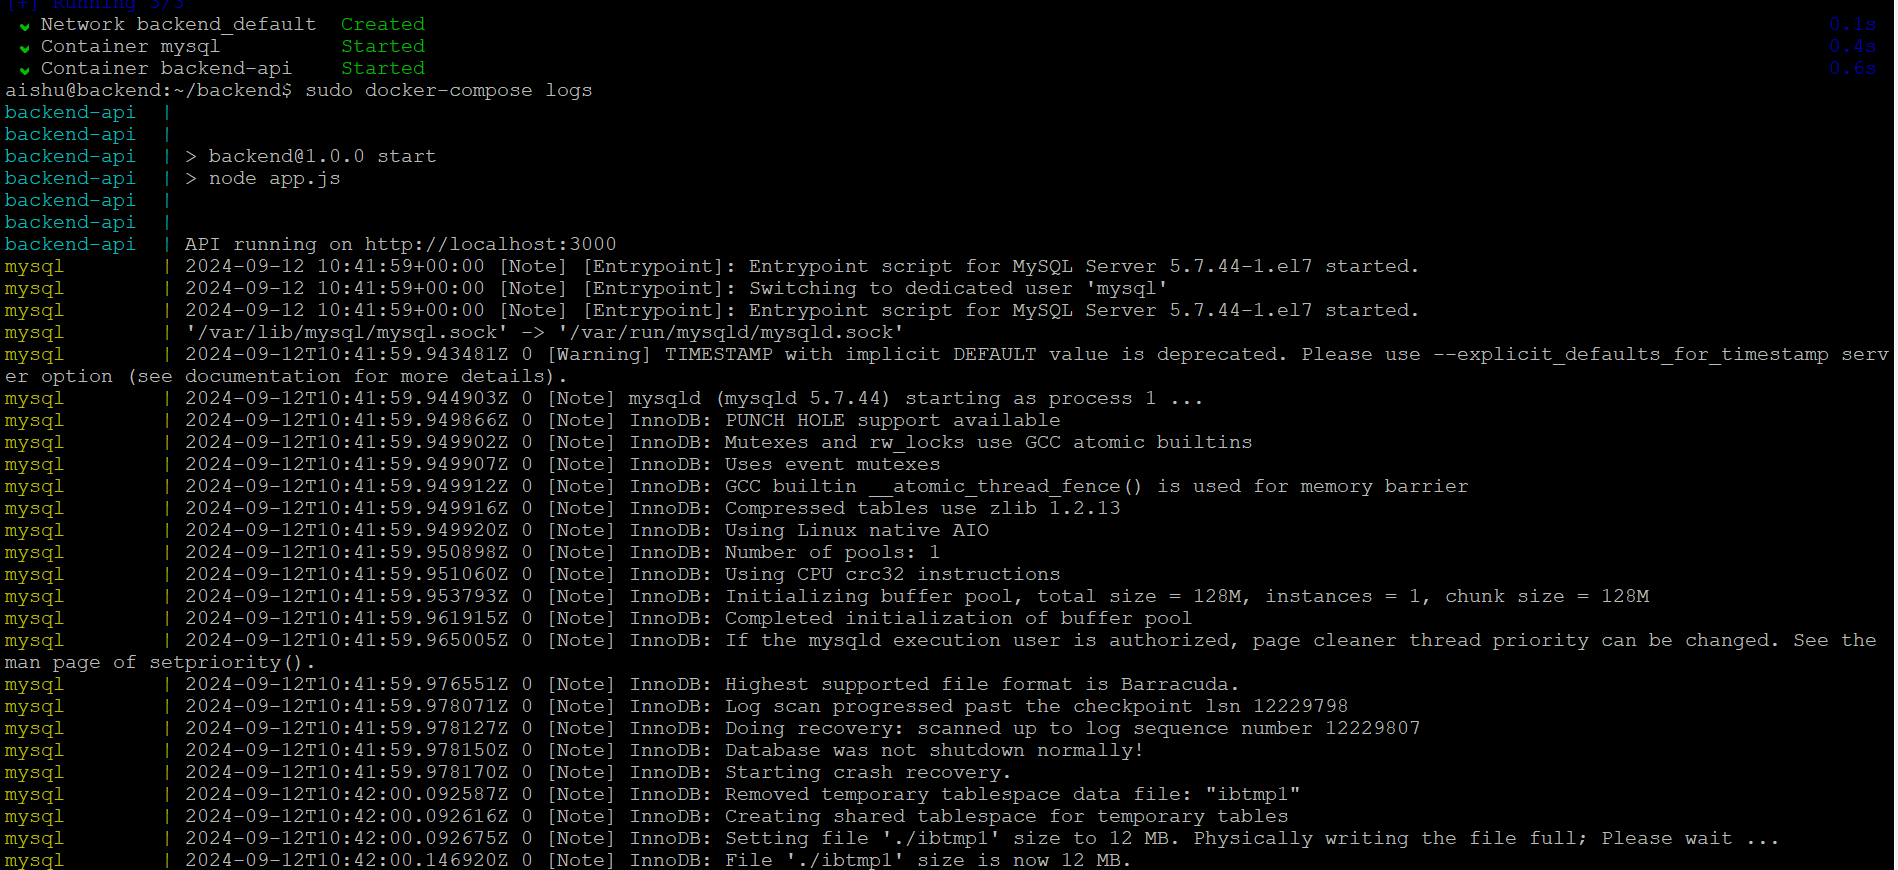 [+] Running 3/3
Network backend_default Created 0.1s
Container mysql Started 0.4s
Container backend-api Started 0.6s
aishu@backend:~/backend$ sudo docker-compose logs
backend-api |
backend-api |
backend-api | > backend@1.0.0 start
backend-api | > node app.js
backend-api |
backend-api |
backend-api | API running on http://localhost:3000
mysql | 2024-09-12 10:41:59+00:00 [Note] [Entrypoint]: Entrypoint script for MySQL Server 5.7.44-1.el7 started.
mysql | 2024-09-12 10:41:59+00:00 [Note] [Entrypoint]: Switching to dedicated user 'mysql'
mysql | 2024-09-12 10:41:59+00:00 [Note] [Entrypoint]: Entrypoint script for MySQL Server 5.7.44-1.el7 started.
mysql | '/var/lib/mysql/mysql.sock' -> '/var/run/mysqld/mysqld.sock'
mysql | 2024-09-12T10:41:59.943481Z 0 [Warning] TIMESTAMP with implicit DEFAULT value is deprecated. Please use --explicit_defaults_for_timestamp serv
er option (see documentation for more details).
mysql | 2024-09-12T10:41:59.944903Z 0 [Note] mysqld (mysqld 5.7.44) starting as process 1 ...
mysql | 2024-09-12T10:41:59.949866Z 0 [Note] InnoDB: PUNCH HOLE support available
mysql | 2024-09-12T10:41:59.949902Z 0 [Note] InnoDB: Mutexes and rw_locks use GCC atomic builtins
mysql | 2024-09-12T10:41:59.949907Z 0 [Note] InnoDB: Uses event mutexes
mysql | 2024-09-12T10:41:59.949912Z 0 [Note] InnoDB: GCC builtin __atomic_thread_fence() is used for memory barrier
mysql | 2024-09-12T10:41:59.949916Z 0 [Note] InnoDB: Compressed tables use zlib 1.2.13
mysql | 2024-09-12T10:41:59.949920Z 0 [Note] InnoDB: Using Linux native AIO
mysql | 2024-09-12T10:41:59.950898Z 0 [Note] InnoDB: Number of pools: 1
mysql | 2024-09-12T10:41:59.951060Z 0 [Note] InnoDB: Using CPU crc32 instructions
mysql | 2024-09-12T10:41:59.953793Z 0 [Note] InnoDB: Initializing buffer pool, total size = 128M, instances = 1, chunk size = 128M
mysql | 2024-09-12T10:41:59.961915Z 0 [Note] InnoDB: Completed initialization of buffer pool
mysql | 2024-09-12T10:41:59.965005Z 0 [Note] InnoDB: If the mysqld execution user is authorized, page cleaner thread priority can be changed. See the
man page of setpriority().
mysql | 2024-09-12T10:41:59.976551Z 0 [Note] InnoDB: Highest supported file format is Barracuda.
mysql | 2024-09-12T10:41:59.978071Z 0 [Note] InnoDB: Log scan progressed past the checkpoint lsn 12229798
mysql | 2024-09-12T10:41:59.978127Z 0 [Note] InnoDB: Doing recovery: scanned up to log sequence number 12229807
mysql | 2024-09-12T10:41:59.978150Z 0 [Note] InnoDB: Database was not shutdown normally!
mysql | 2024-09-12T10:41:59.978170Z 0 [Note] InnoDB: Starting crash recovery.
mysql | 2024-09-12T10:42:00.092587Z 0 [Note] InnoDB: Removed temporary tablespace data file: "ibtmp1"
mysql | 2024-09-12T10:42:00.092616Z 0 [Note] InnoDB: Creating shared tablespace for temporary tables
mysql | 2024-09-12T10:42:00.092675Z 0 [Note] InnoDB: Setting file './ibtmp1' size to 12 MB. Physically writing the file full; Please wait ...
mysql | 2024-09-12T10:42:00.146920Z 0 [Note] InnoDB: File './ibtmp1' size is now 12 MB.